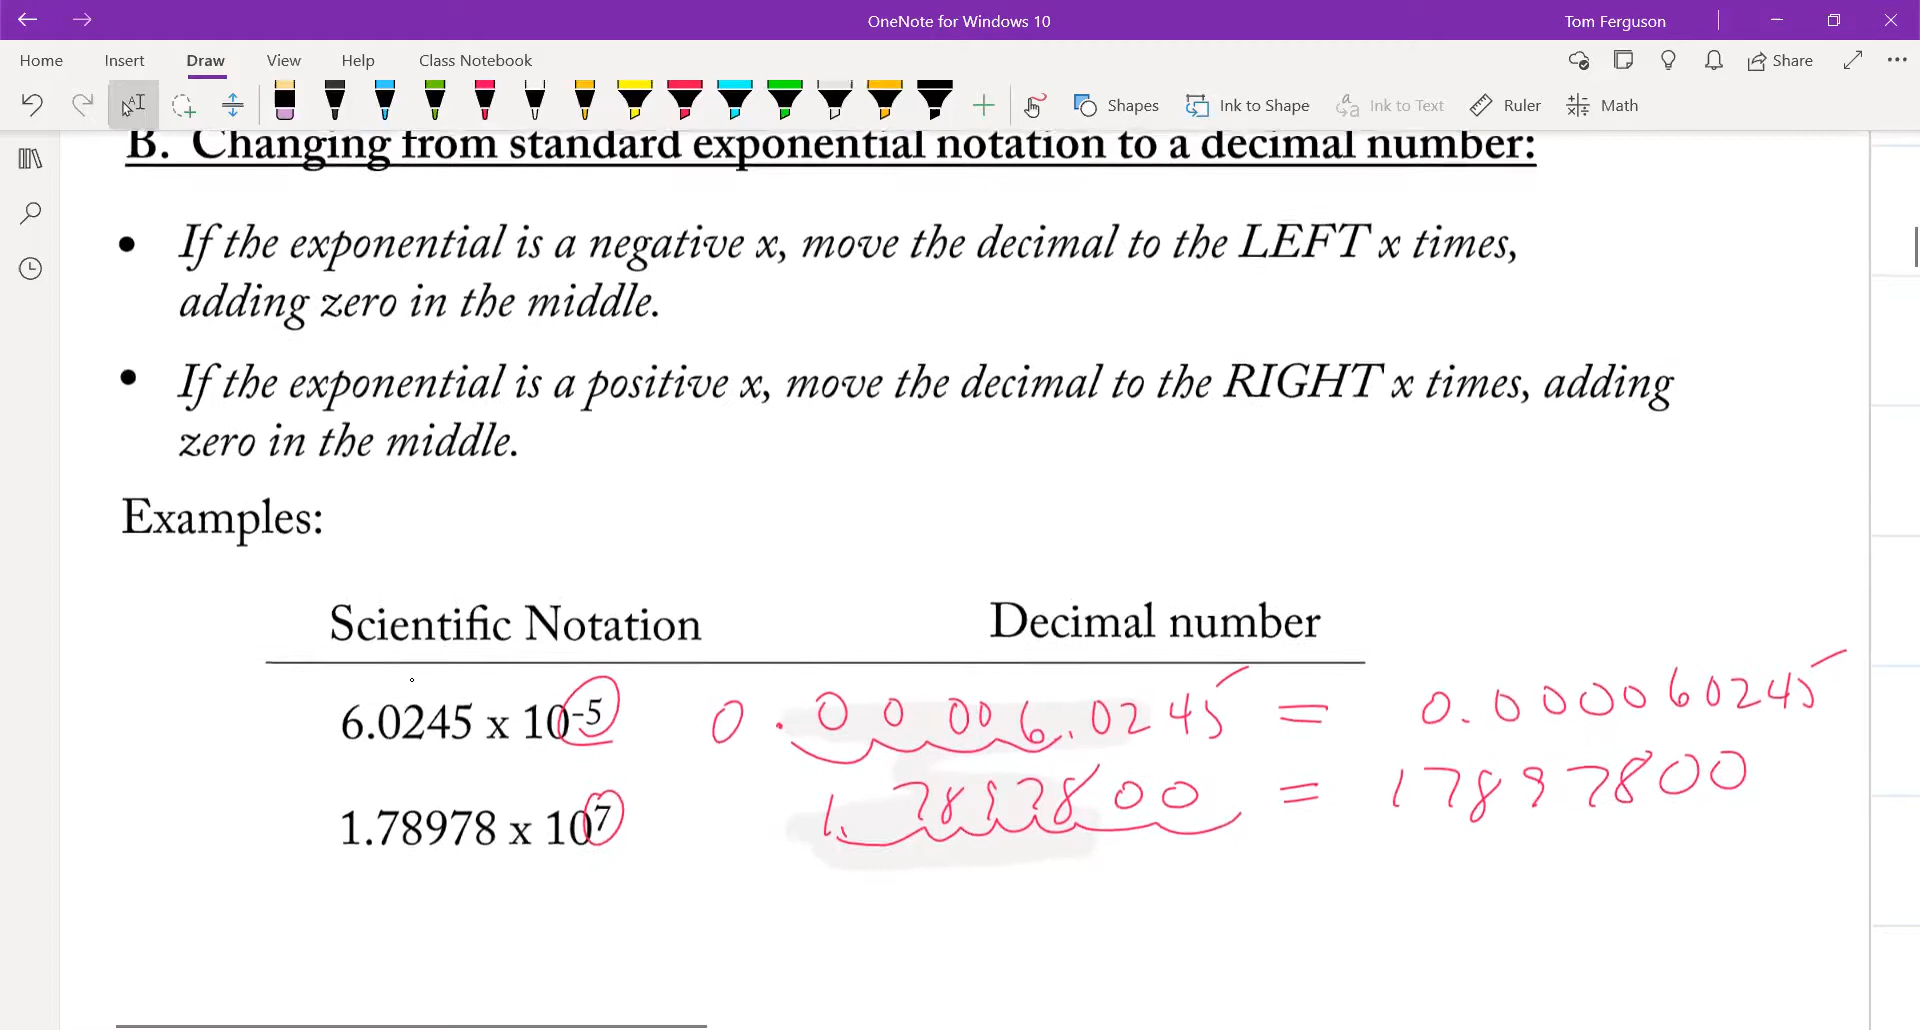 OneNote for Windows 10
Tom Ferguson
Home Insert Draw View Help Class Notebook Share
Shapes Ink to Shape Ink to Text Ruler Math
B. Changing from standard exponential notation to a decimal number:
• If the exponential is a negative x, move the decimal to the LEFT x times,
adding zero in the middle.
• If the exponential is a positive x, move the decimal to the RIGHT x times, adding
zero in the middle.
Examples:
Scientific Notation Decimal number
6.0245 x 10⁻⁵ 0.00006.0245 = 0.000060245
1.78978 x 10⁷ 1.7897800 = 17897800